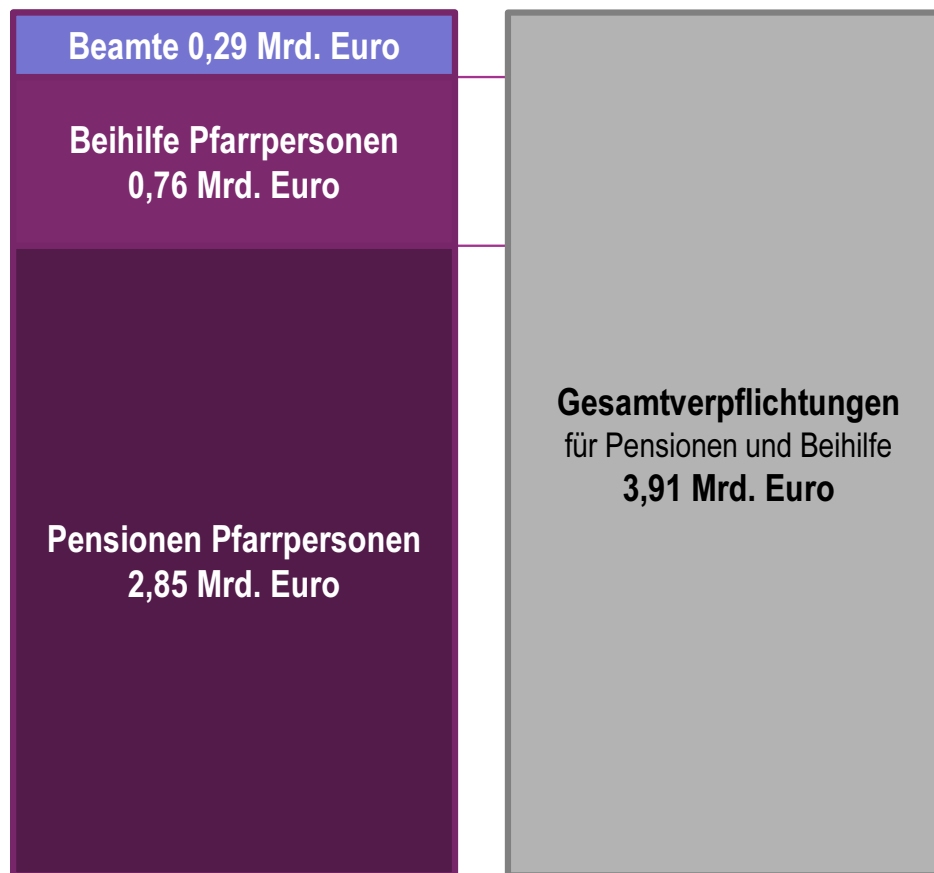 Beamte 0,29 Mrd. Euro
Beihilfe Pfarrpersonen
0,76 Mrd. Euro
Pensionen Pfarrpersonen
2,85 Mrd. Euro
Gesamtverpflichtungen
für Pensionen und Beihilfe
3,91 Mrd. Euro